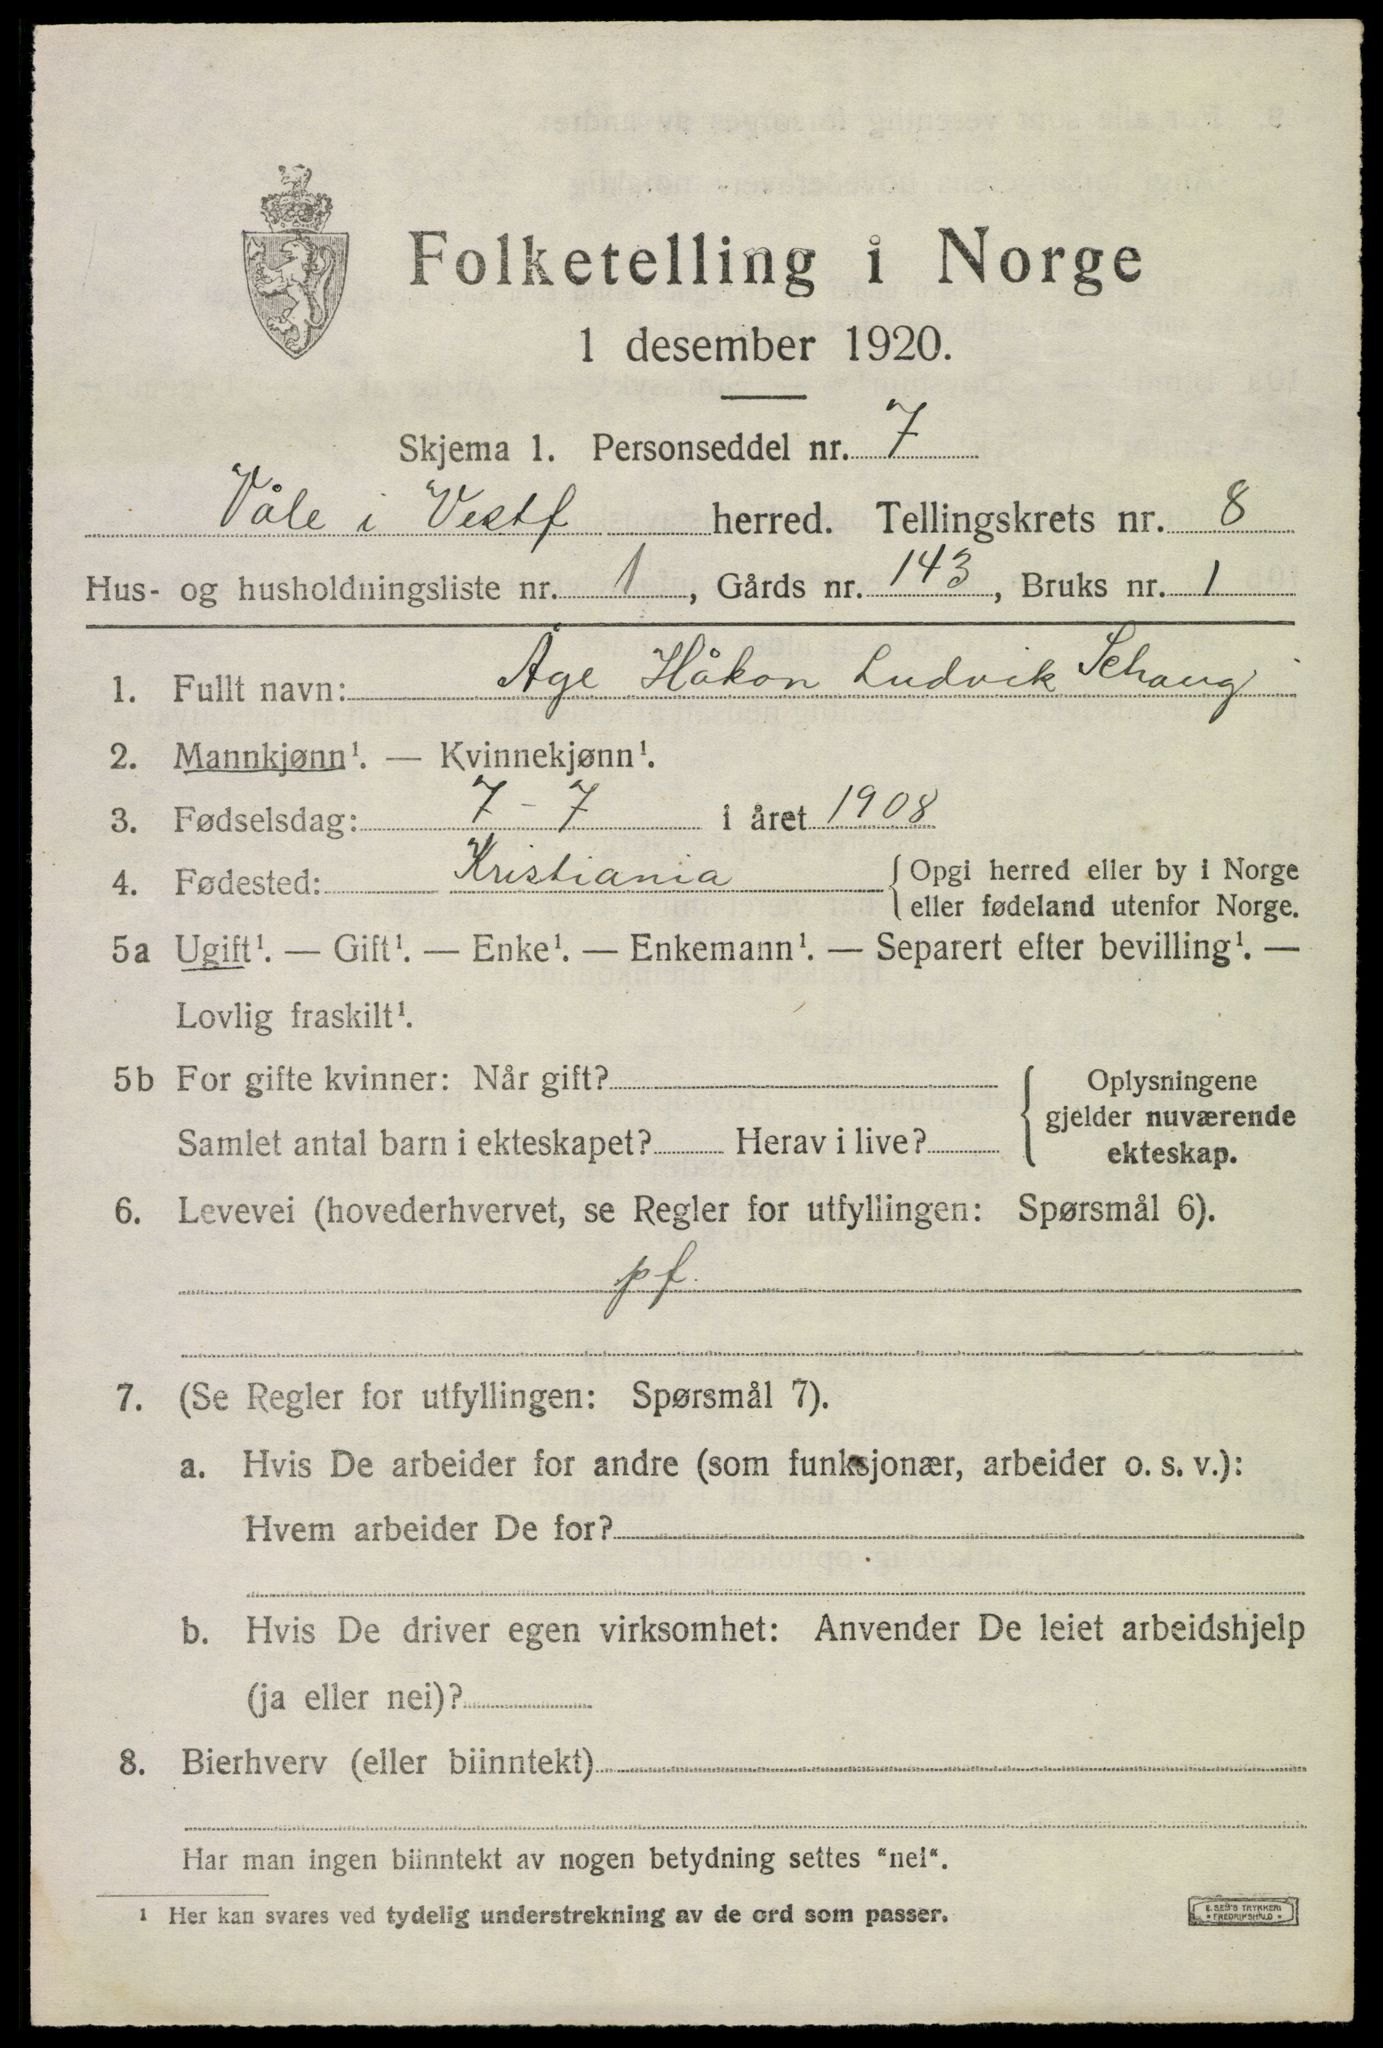 Folketelling i Norge
1 desember 1920.
Skjema 1. Personseddel nr. 7
Våle i Vestf herred. Tellingskrets nr. 8
Hus- og husholdningsliste nr. 1, Gårds nr. 143, Bruks nr. 1
1. Fullt navn: Åge Håkon Ludvik Schaug
2. Mannkjønn¹. — Kvinnekjønn¹.
3. Fødselsdag: 7 - 7 i året 1908
4. Fødested: Kristiania { Opgi herred eller by i Norge
eller fødeland utenfor Norge.
5a Ugift¹. — Gift¹. — Enke¹. — Enkemann¹. — Separert efter bevilling¹. —
Lovlig fraskilt¹.
5b For gifte kvinner: Når gift? { Oplysningene
gjelder nuværende
Samlet antal barn i ekteskapet? Herav i live? ekteskap.
6. Levevei (hovederhvervet, se Regler for utfyllingen: Spørsmål 6).
pf.
7. (Se Regler for utfyllingen: Spørsmål 7).
a. Hvis De arbeider for andre (som funksjonær, arbeider o. s. v.):
Hvem arbeider De for?
b. Hvis De driver egen virksomhet: Anvender De leiet arbeidshjelp
(ja eller nei)?
8. Bierhverv (eller biinntekt)
Har man ingen biinntekt av nogen betydning settes "nei".
¹ Her kan svares ved tydelig understrekning av de ord som passer.
E. SEM'S TRYKKERI
• FREDRIKSHALD •